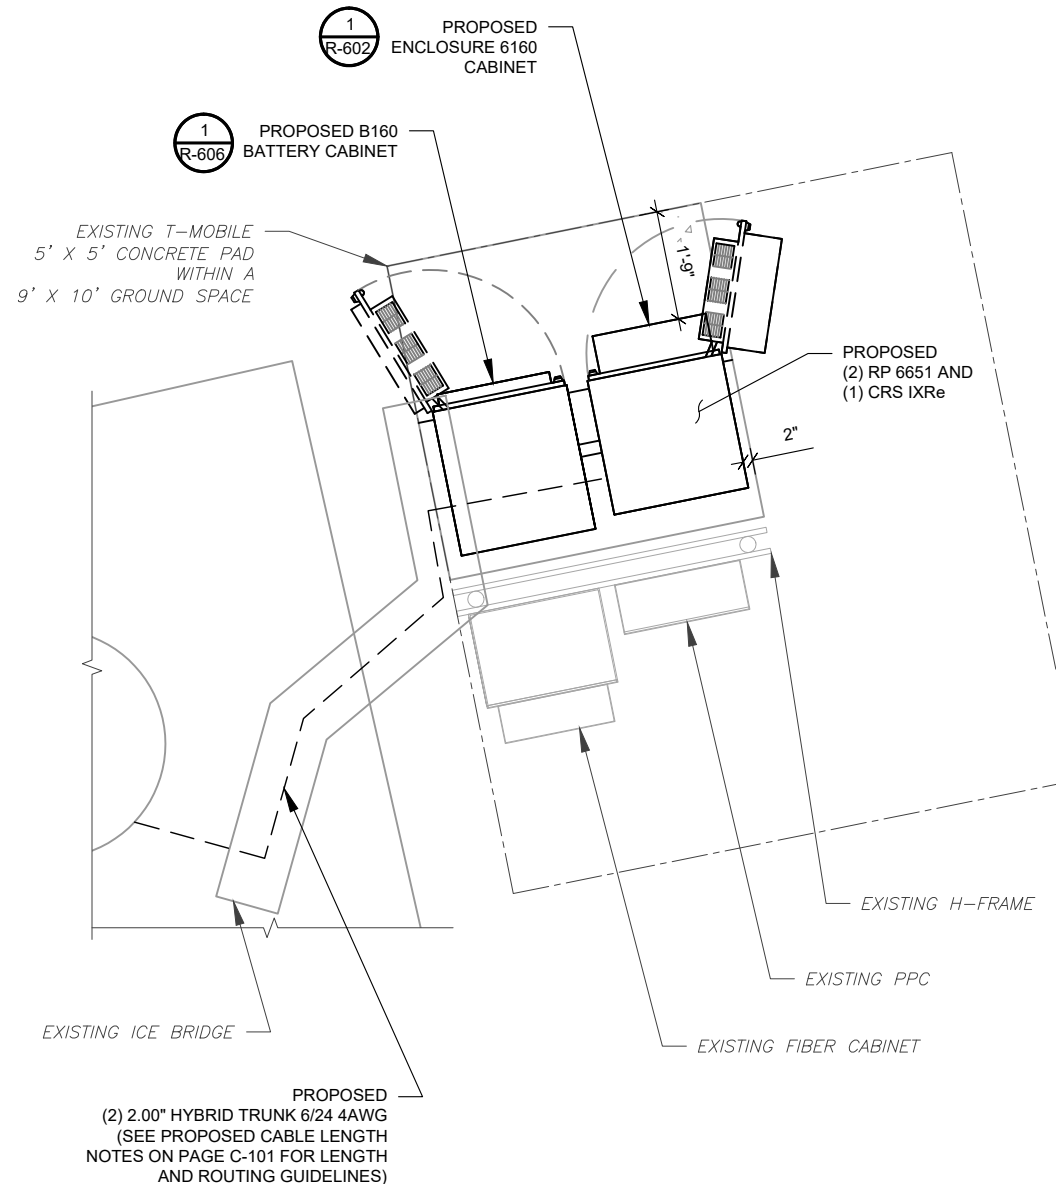 1
R-602
PROPOSED
ENCLOSURE 6160
CABINET
1
R-606
PROPOSED B160
BATTERY CABINET
EXISTING T-MOBILE
5' X 5' CONCRETE PAD
WITHIN A
9' X 10' GROUND SPACE
1'-9"
PROPOSED
(2) RP 6651 AND
(1) CRS IXRe
2"
EXISTING H-FRAME
EXISTING PPC
EXISTING ICE BRIDGE
EXISTING FIBER CABINET
PROPOSED
(2) 2.00" HYBRID TRUNK 6/24 4AWG
(SEE PROPOSED CABLE LENGTH
NOTES ON PAGE C-101 FOR LENGTH
AND ROUTING GUIDELINES)